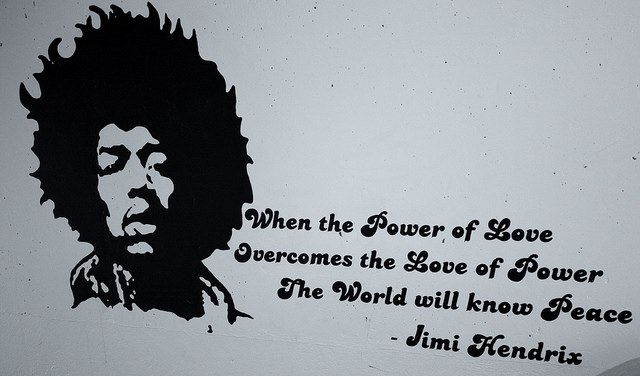 When the Power of Love
Overcomes the Love of Power
The World will know Peace
- Jimi Hendrix